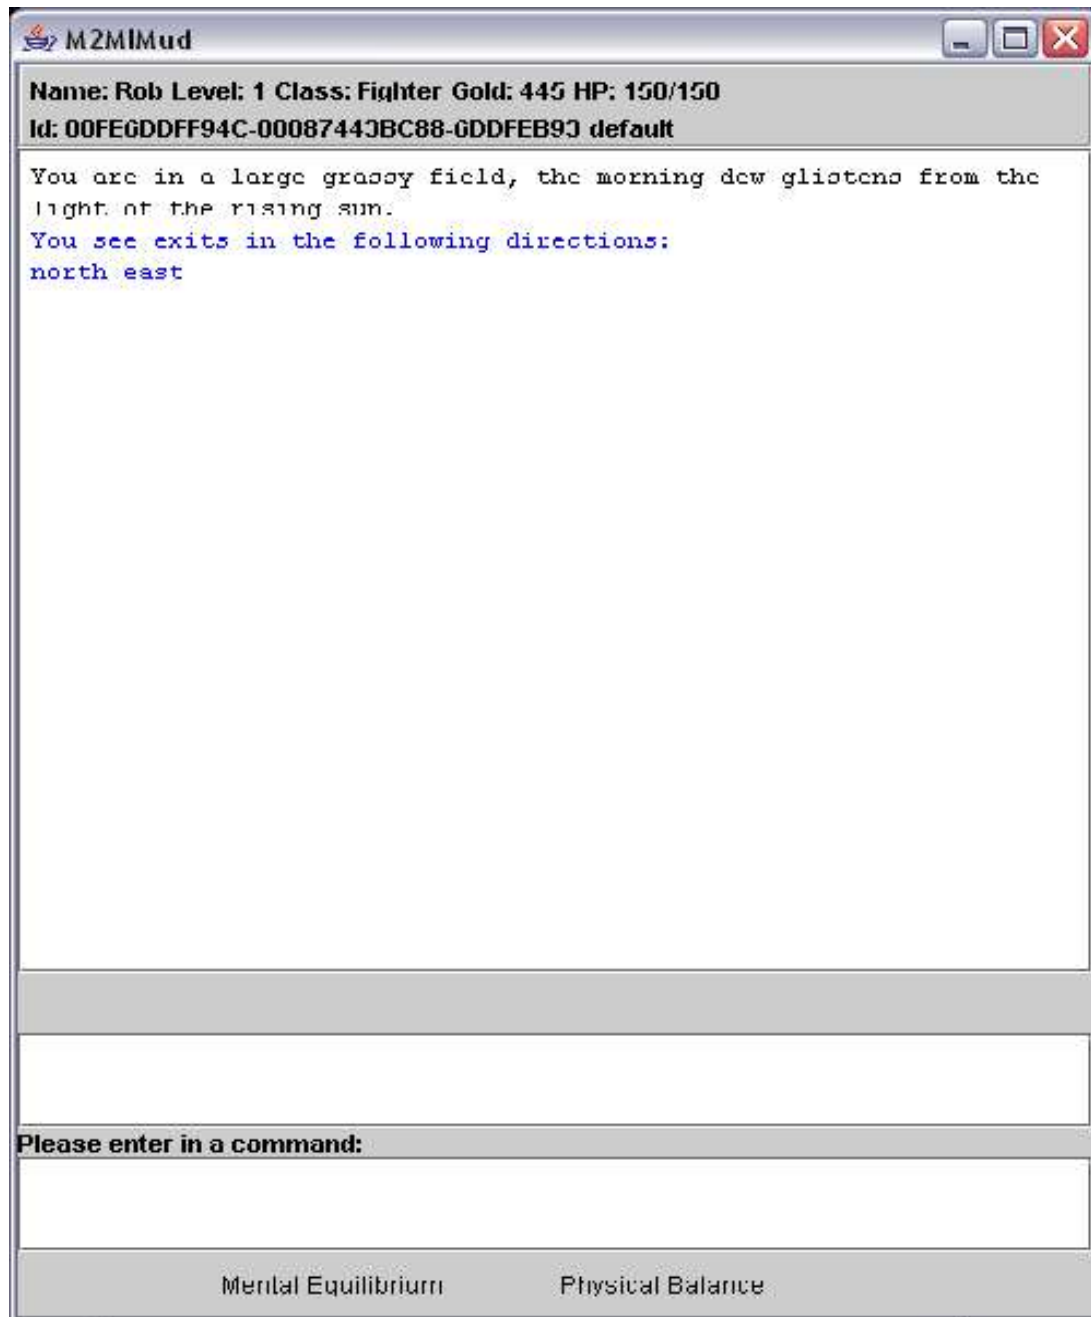 M2MIMud
Name: Rob Level: 1 Class: Fighter Gold: 445 HP: 150/150
Id: 00FE6DDFF94C-00087443BC88-6DDFEB93 default
You are in a large grassy field, the morning dew glistens from the
light of the rising sun.
You see exits in the following directions:
north east
Please enter in a command:
Mental Equilibrium Physical Balance